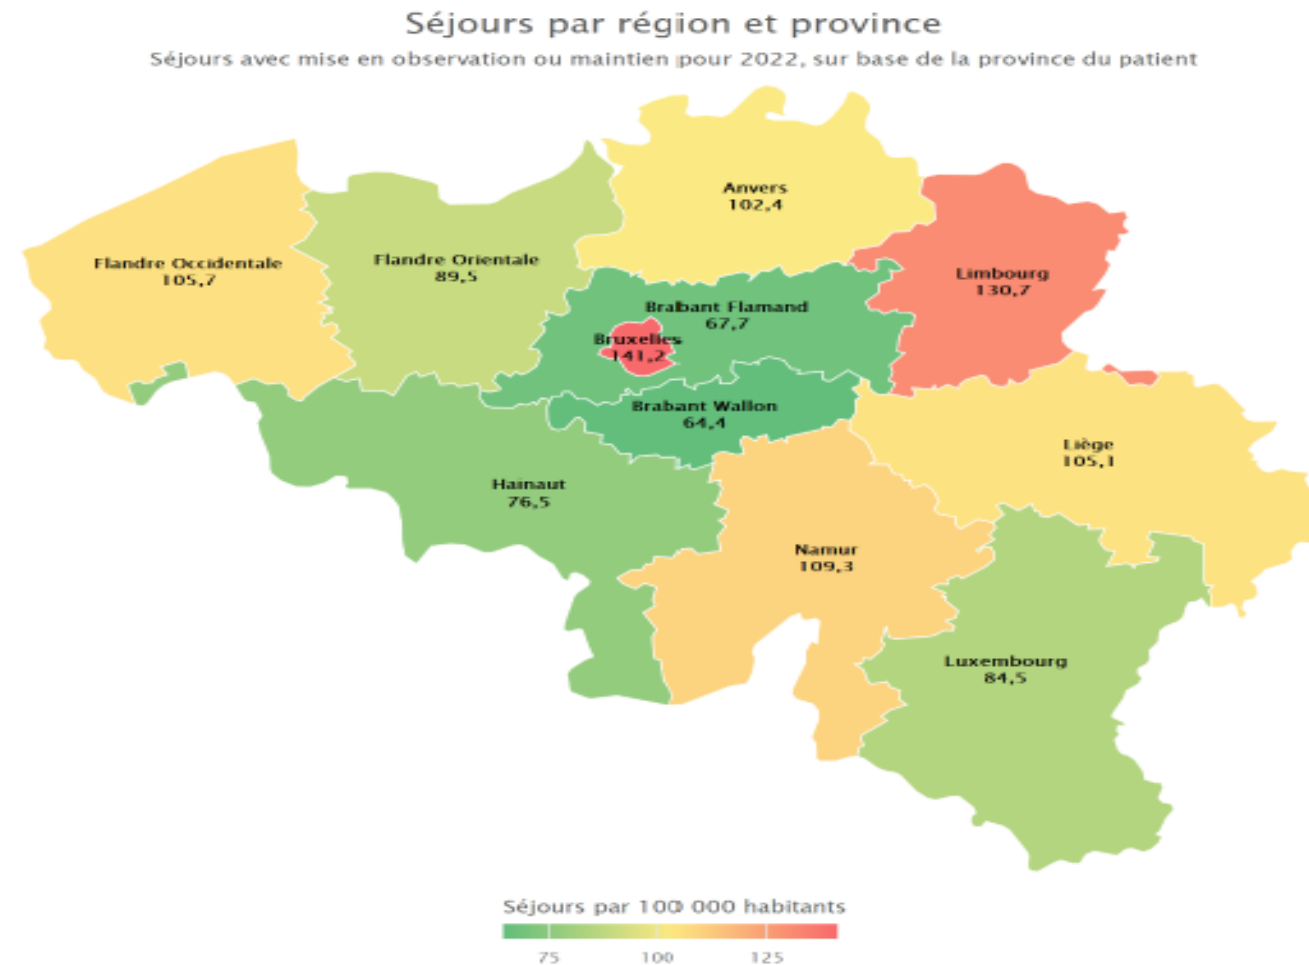 Séjours par région et province
Séjours avec mise en observation ou maintien pour 2022, sur base de la province du patient
Anvers
102,4
Flandre Occidentale
105,7
Flandre Orientale
89,5
Limbourg
130,7
Brabant Flamand
67,7
Bruxelles
141,2
Brabant Wallon
64,4
Liège
105,1
Hainaut
76,5
Namur
109,3
Luxembourg
84,5
Séjours par 100 000 habitants
75 100 125